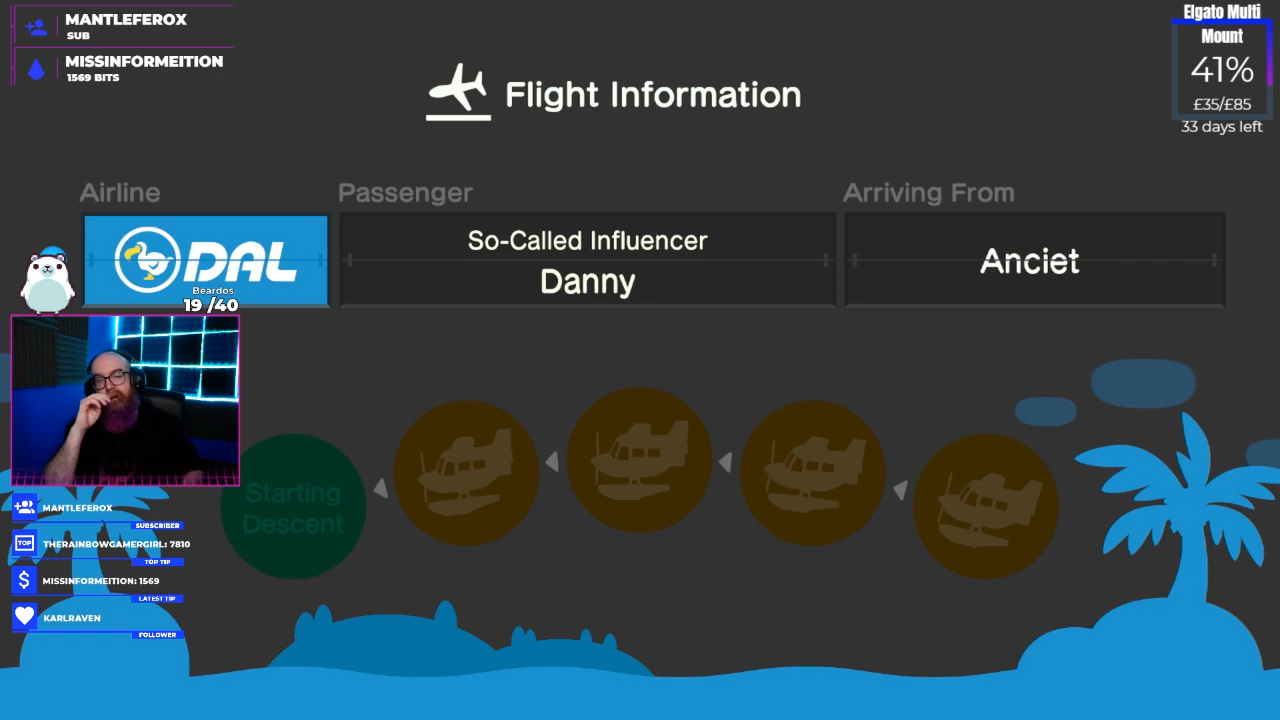 MANTLEFEROX
SUB
MISSINFORMEITION
1569 BITS
Elgato Multi
Mount
41%
£35/£85
33 days left
Flight Information
Airline
Passenger
Arriving From
DAL
So-Called Influencer
Danny
Anciet
Beardos
19 /40
Starting
Descent
MANTLEFEROX
SUBSCRIBER
TOP
THERAINBOWGAMERGIRL: 7810
TOP TIP
$
MISSINFORMEITION: 1569
LATEST TIP
KARLRAVEN
FOLLOWER